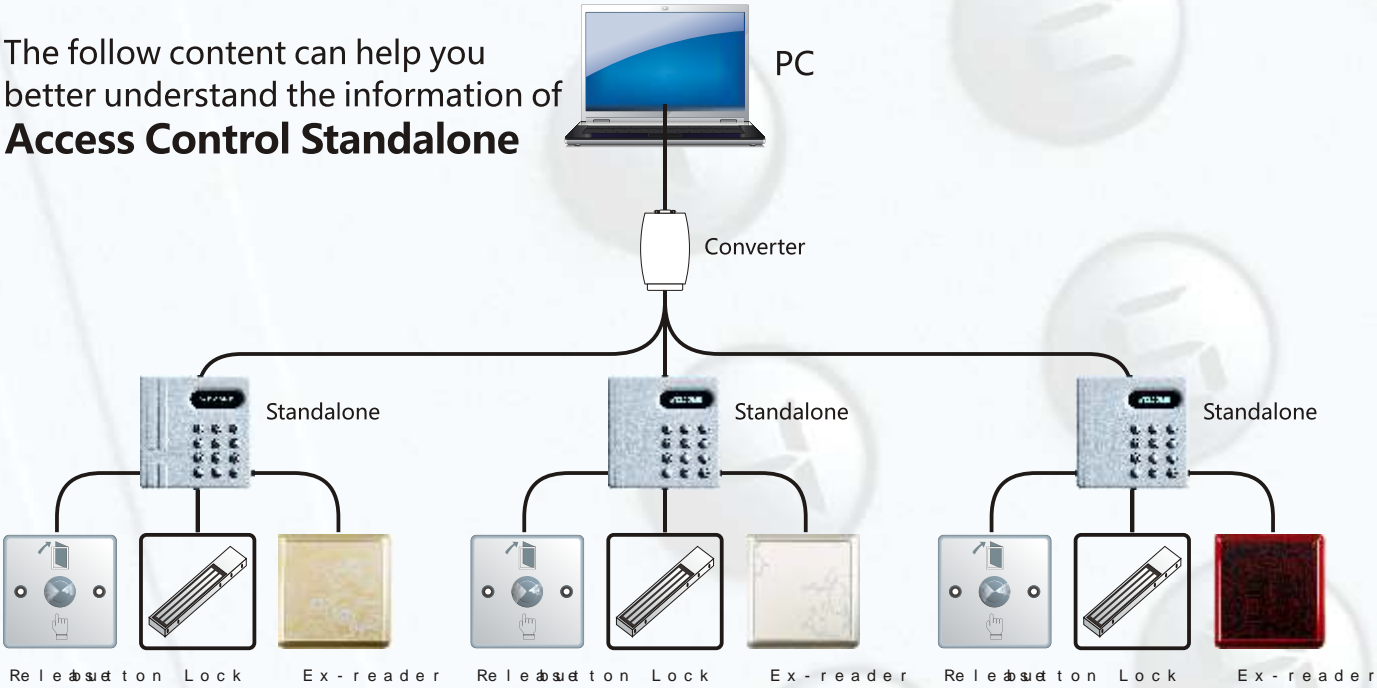 The follow content can help you
better understand the information of
Access Control Standalone
PC
Converter
Standalone Standalone Standalone
Lock Ex-reader Lock Ex-reader Lock Ex-reader